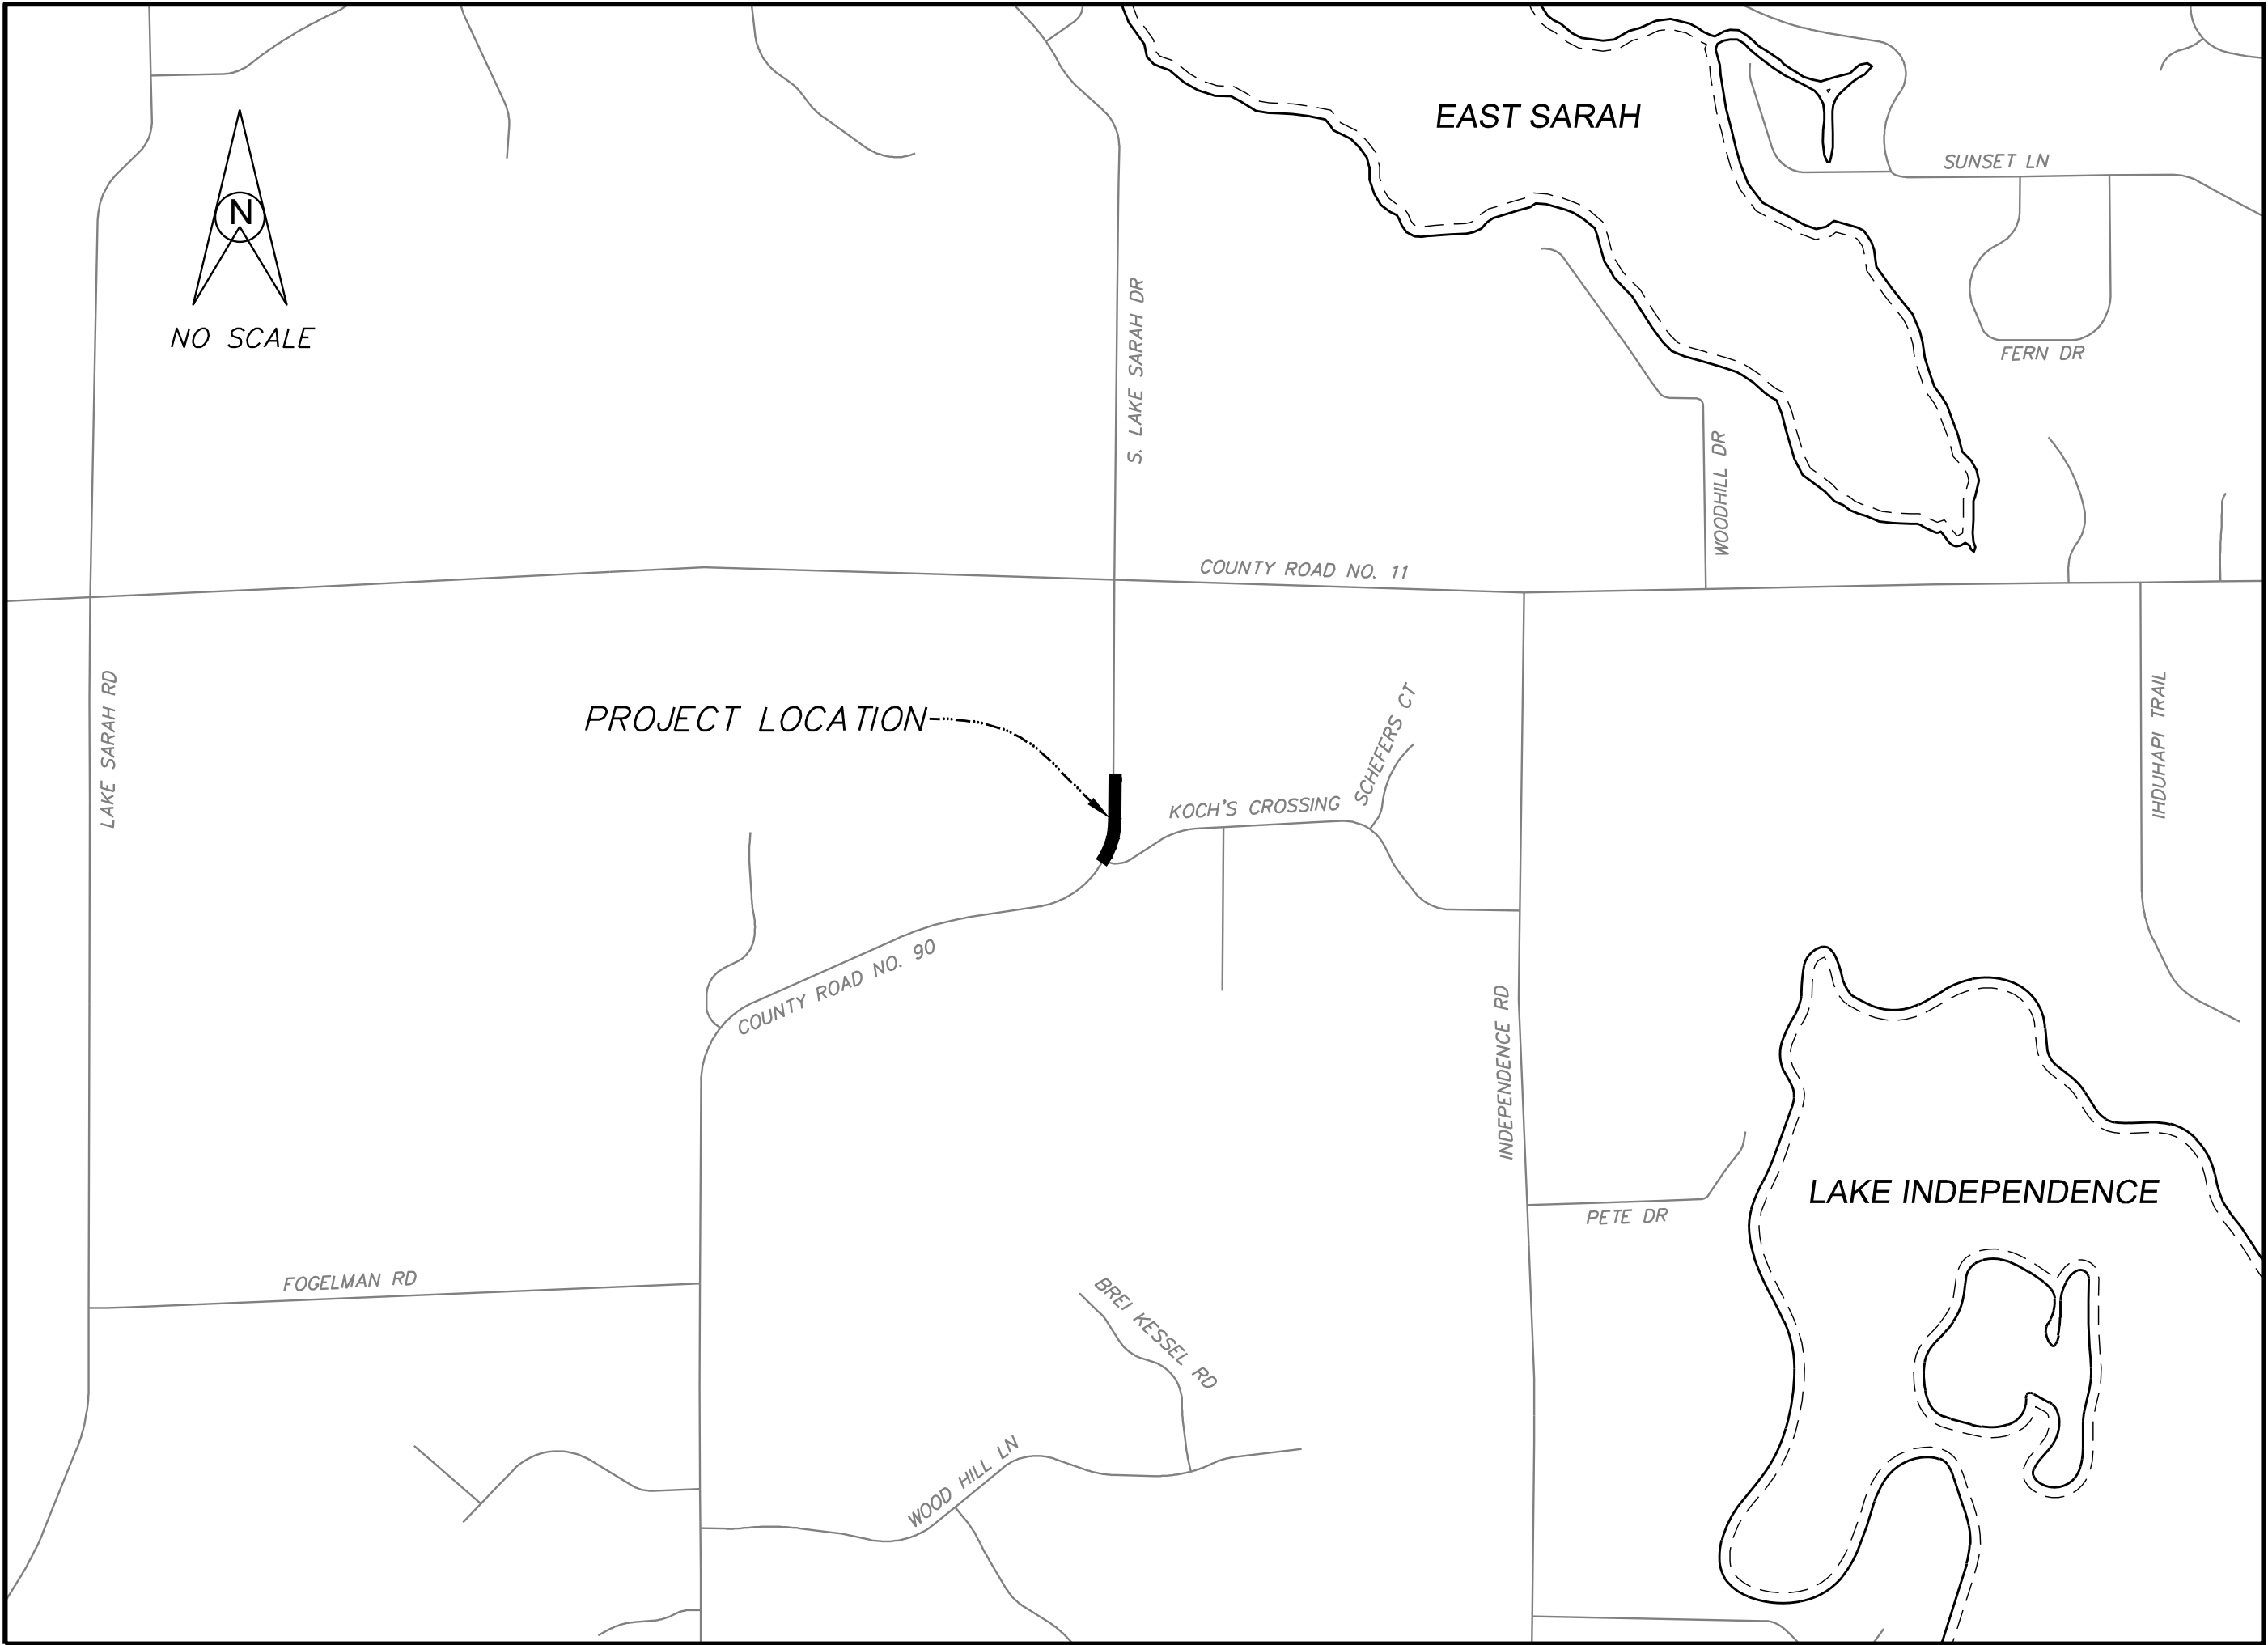 EAST SARAH
SUNSET LN
N
NO SCALE
S. LAKE SARAH DR
FERN DR
WOODHILL DR
COUNTY ROAD NO. 11
LAKE SARAH RD
PROJECT LOCATION
SCHEFERS CT
IHDUHAPI TRAIL
KOCH'S CROSSING
COUNTY ROAD NO. 90
INDEPENDENCE RD
LAKE INDEPENDENCE
PETE DR
FOGELMAN RD
BREI KESSEL RD
WOOD HILL LN